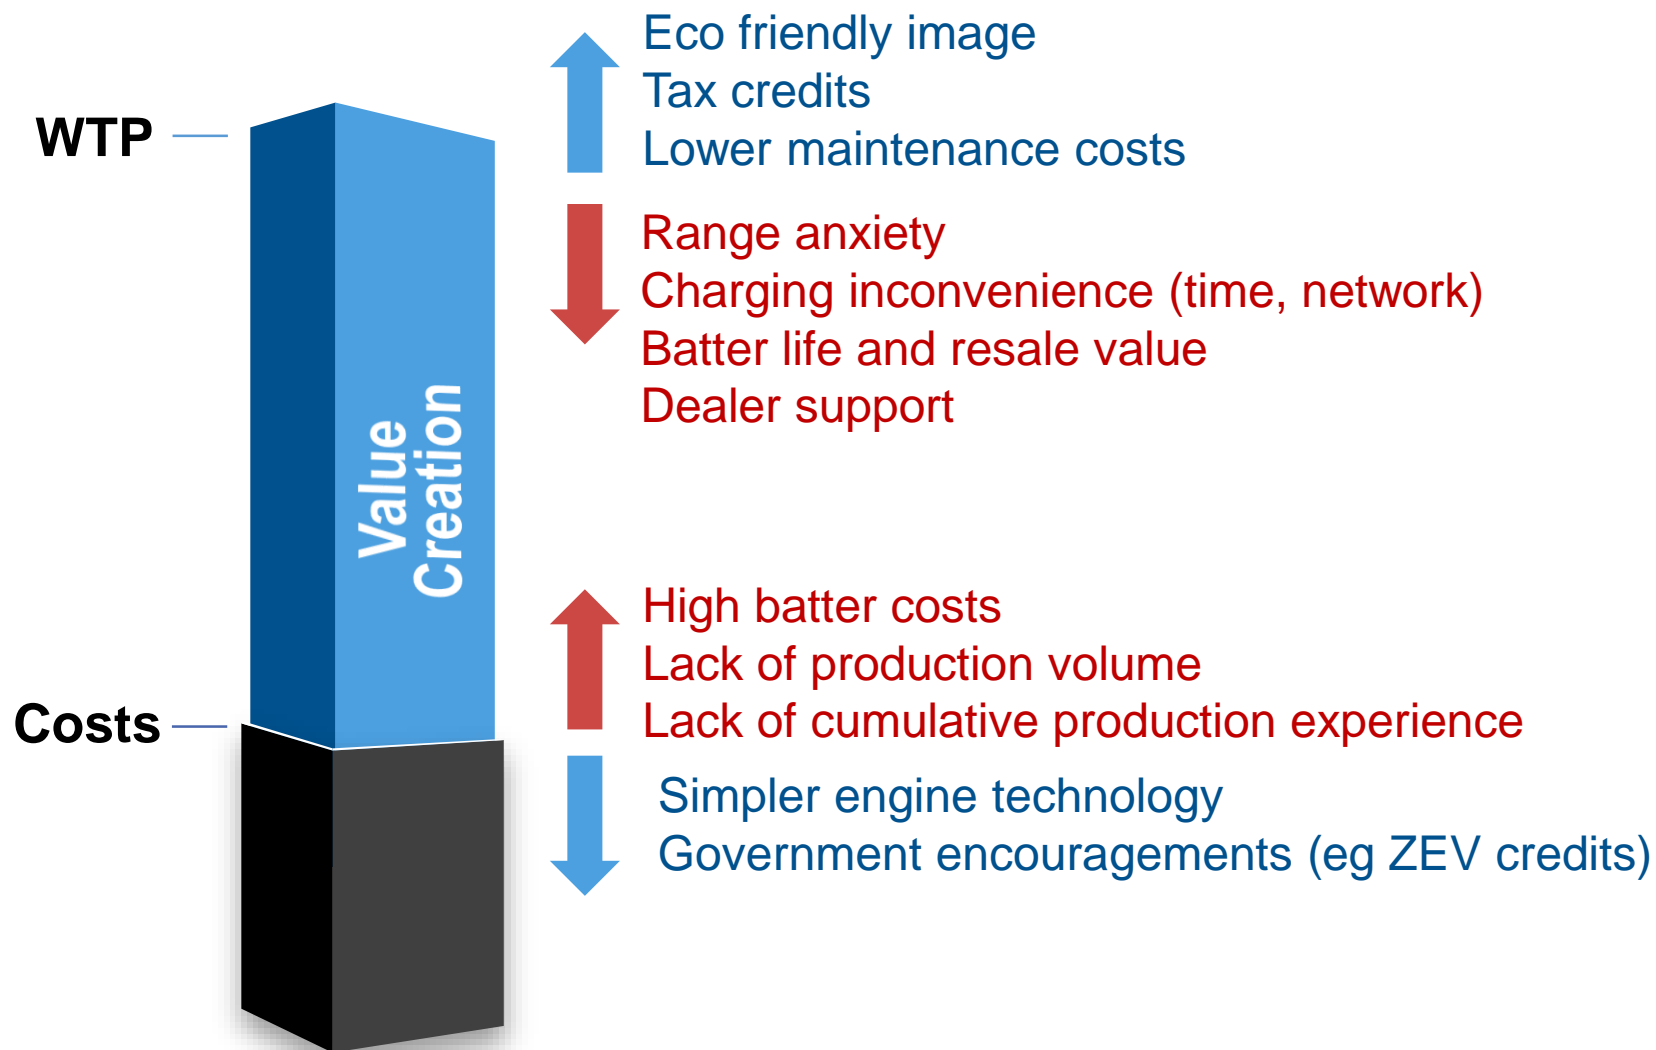 Eco friendly image
Tax credits
Lower maintenance costs
WTP
Range anxiety
Charging inconvenience (time, network)
Batter life and resale value
Dealer support
Value
Creation
High batter costs
Lack of production volume
Lack of cumulative production experience
Costs
Simpler engine technology
Government encouragements (eg ZEV credits)